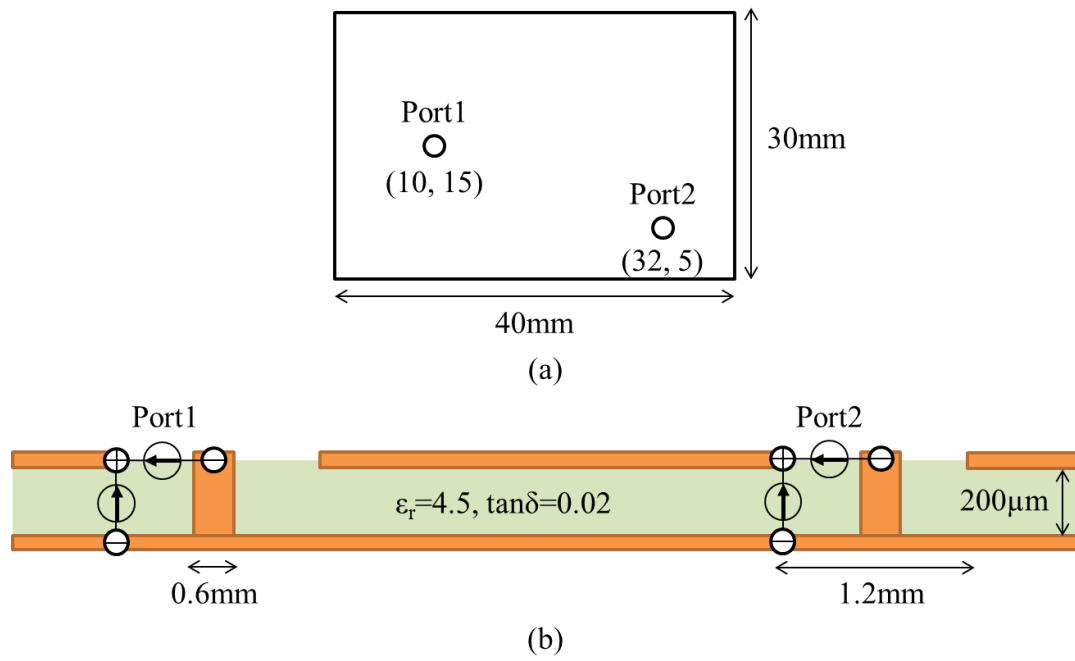 Port1
(10, 15)
Port2
(32, 5)
30mm
40mm
(a)
Port1
Port2
εr=4.5, tanδ=0.02
200μm
0.6mm
1.2mm
(b)